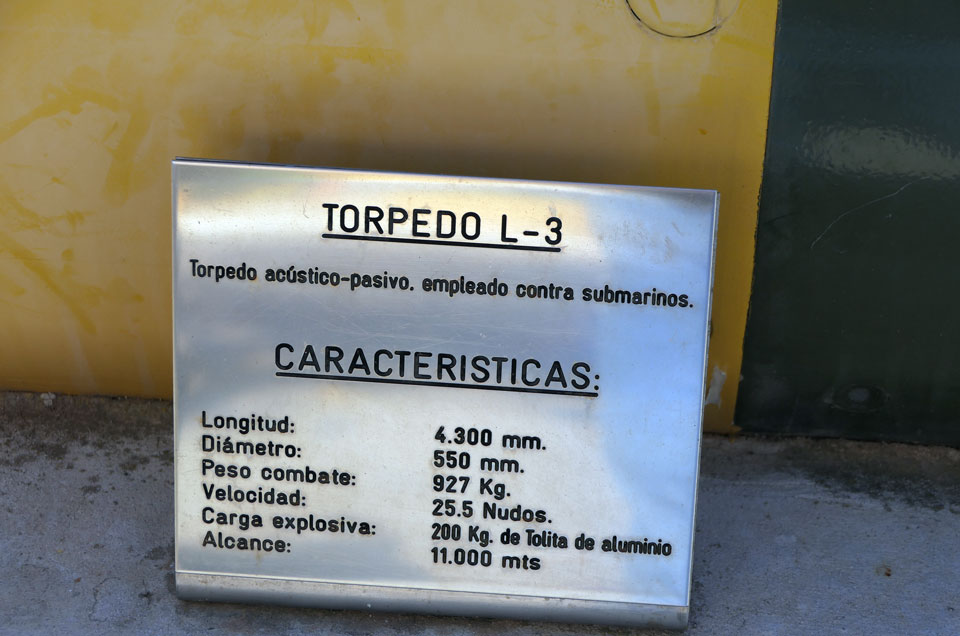 TORPEDO L-3
Torpedo acústico-pasivo, empleado contra submarinos.
CARACTERISTICAS:
Longitud: 4.300 mm.
Diámetro: 550 mm.
Peso combate: 927 Kg.
Velocidad: 25.5 Nudos.
Carga explosiva: 200 Kg. de Tolita de aluminio
Alcance: 11.000 mts